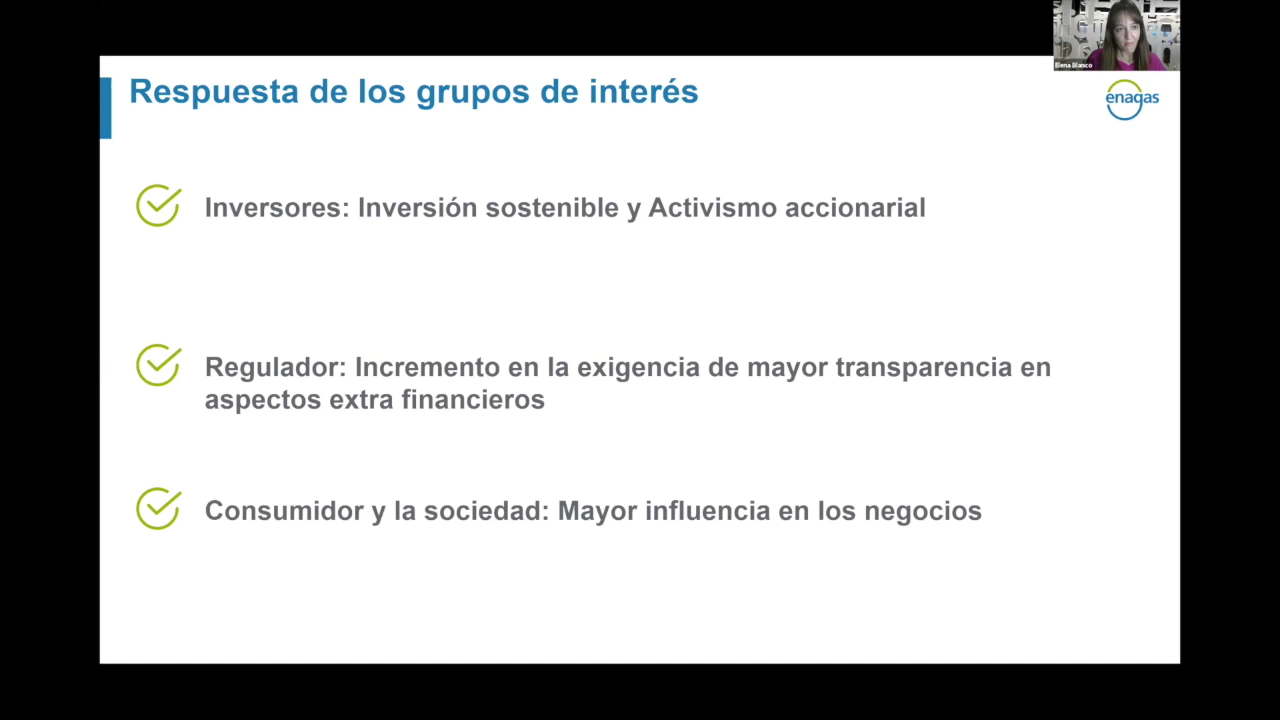 Elena Blanco
Respuesta de los grupos de interés
enagas
Inversores: Inversión sostenible y Activismo accionarial
Regulador: Incremento en la exigencia de mayor transparencia en
aspectos extra financieros
Consumidor y la sociedad: Mayor influencia en los negocios